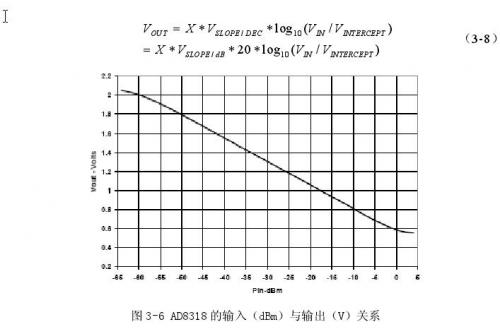 V_OUT = X * V_SLOPE/DEC * log₁₀(V_IN / V_INTERCEPT)
= X * V_SLOPE/dB * 20 * log₁₀(V_IN / V_INTERCEPT)
(3-8)
2.2
2
1.8
1.6
1.4
1.2
1
0.8
0.6
0.4
0.2
Vout - Volts
-65 -60 -55 -50 -45 -40 -35 -30 -25 -20 -15 -10 -5 0 5
Pin-dBm
图 3-6 AD8318 的输入（dBm）与输出（V）关系